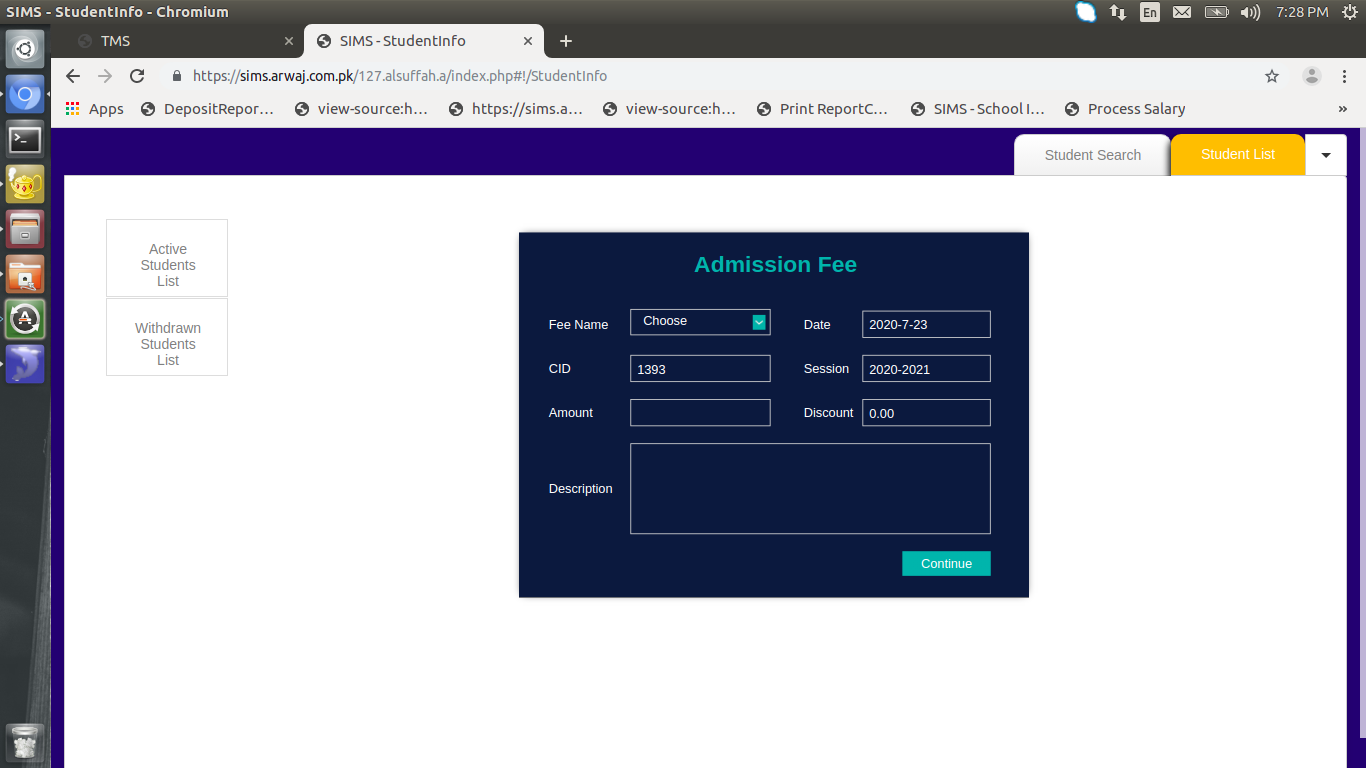 SIMS - StudentInfo - Chromium
En
7:28 PM
TMS
SIMS - StudentInfo
https://sims.arwaj.com.pk/127.alsuffah.a/index.php#!/StudentInfo
Apps
DepositRepor...
view-source:h...
https://sims.a...
view-source:h...
Print ReportC...
SIMS - School I...
Process Salary
»
Student Search
Student List
Active
Students
List
Withdrawn
Students
List
Admission Fee
Fee Name
Choose
Date
2020-7-23
CID
1393
Session
2020-2021
Amount
Discount
0.00
Description
Continue